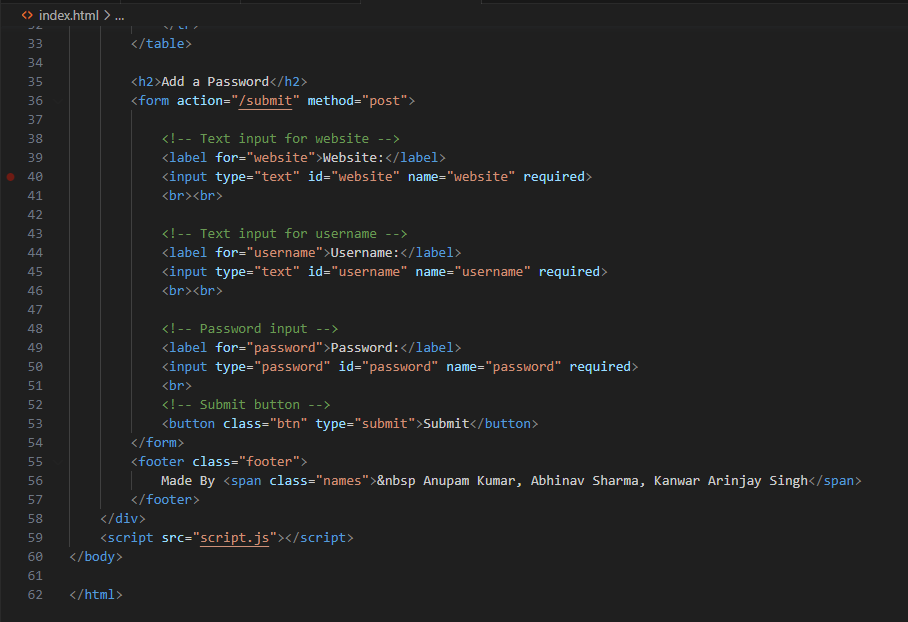 index.html > ...
32 </tr>
33 </table>
34
35 <h2>Add a Password</h2>
36 <form action="/submit" method="post">
37
38 <!-- Text input for website -->
39 <label for="website">Website:</label>
40 <input type="text" id="website" name="website" required>
41 <br><br>
42
43 <!-- Text input for username -->
44 <label for="username">Username:</label>
45 <input type="text" id="username" name="username" required>
46 <br><br>
47
48 <!-- Password input -->
49 <label for="password">Password:</label>
50 <input type="password" id="password" name="password" required>
51 <br>
52 <!-- Submit button -->
53 <button class="btn" type="submit">Submit</button>
54 </form>
55 <footer class="footer">
56 Made By <span class="names">&nbsp Anupam Kumar, Abhinav Sharma, Kanwar Arinjay Singh</span>
57 </footer>
58 </div>
59 <script src="script.js"></script>
60 </body>
61
62 </html>